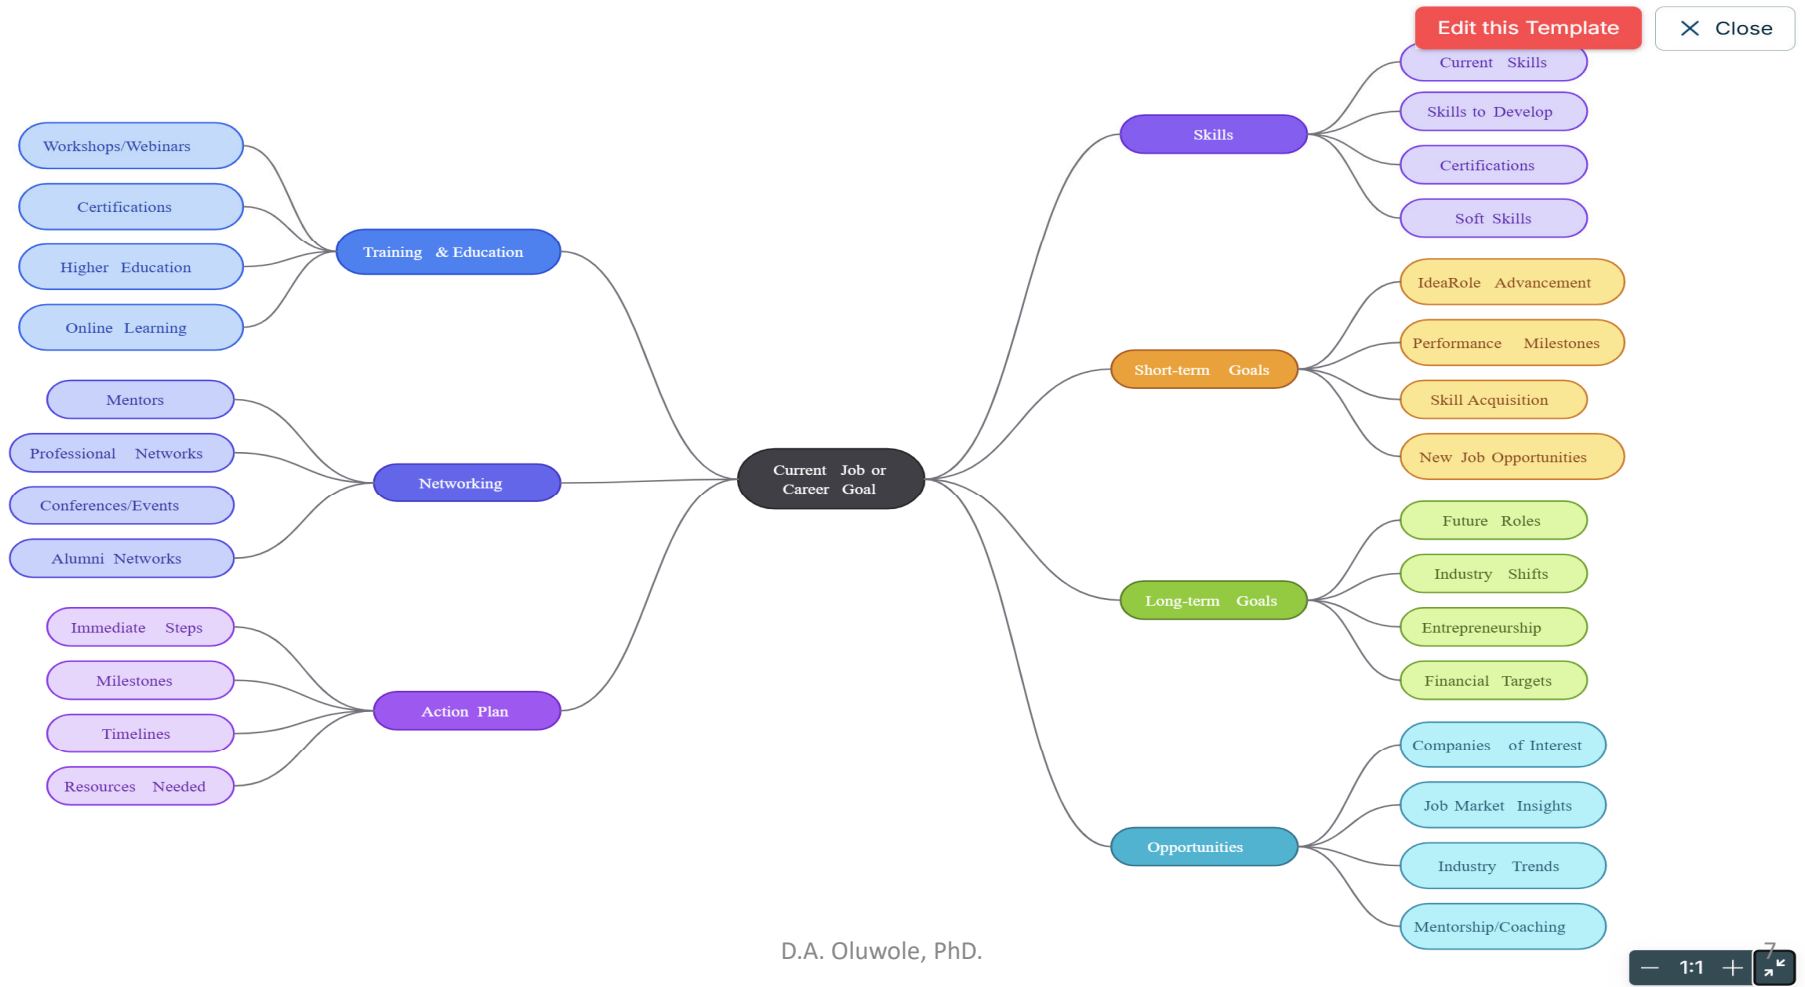 Edit this Template
Close
Current Skills
Skills to Develop
Certifications
Soft Skills
Skills
Workshops/Webinars
Certifications
Higher Education
Online Learning
Training & Education
IdeaRole Advancement
Performance Milestones
Skill Acquisition
New Job Opportunities
Short-term Goals
Mentors
Professional Networks
Conferences/Events
Alumni Networks
Networking
Current Job or
Career Goal
Future Roles
Industry Shifts
Entrepreneurship
Financial Targets
Long-term Goals
Immediate Steps
Milestones
Timelines
Resources Needed
Action Plan
Companies of Interest
Job Market Insights
Industry Trends
Mentorship/Coaching
Opportunities
D.A. Oluwole, PhD.
7
1:1